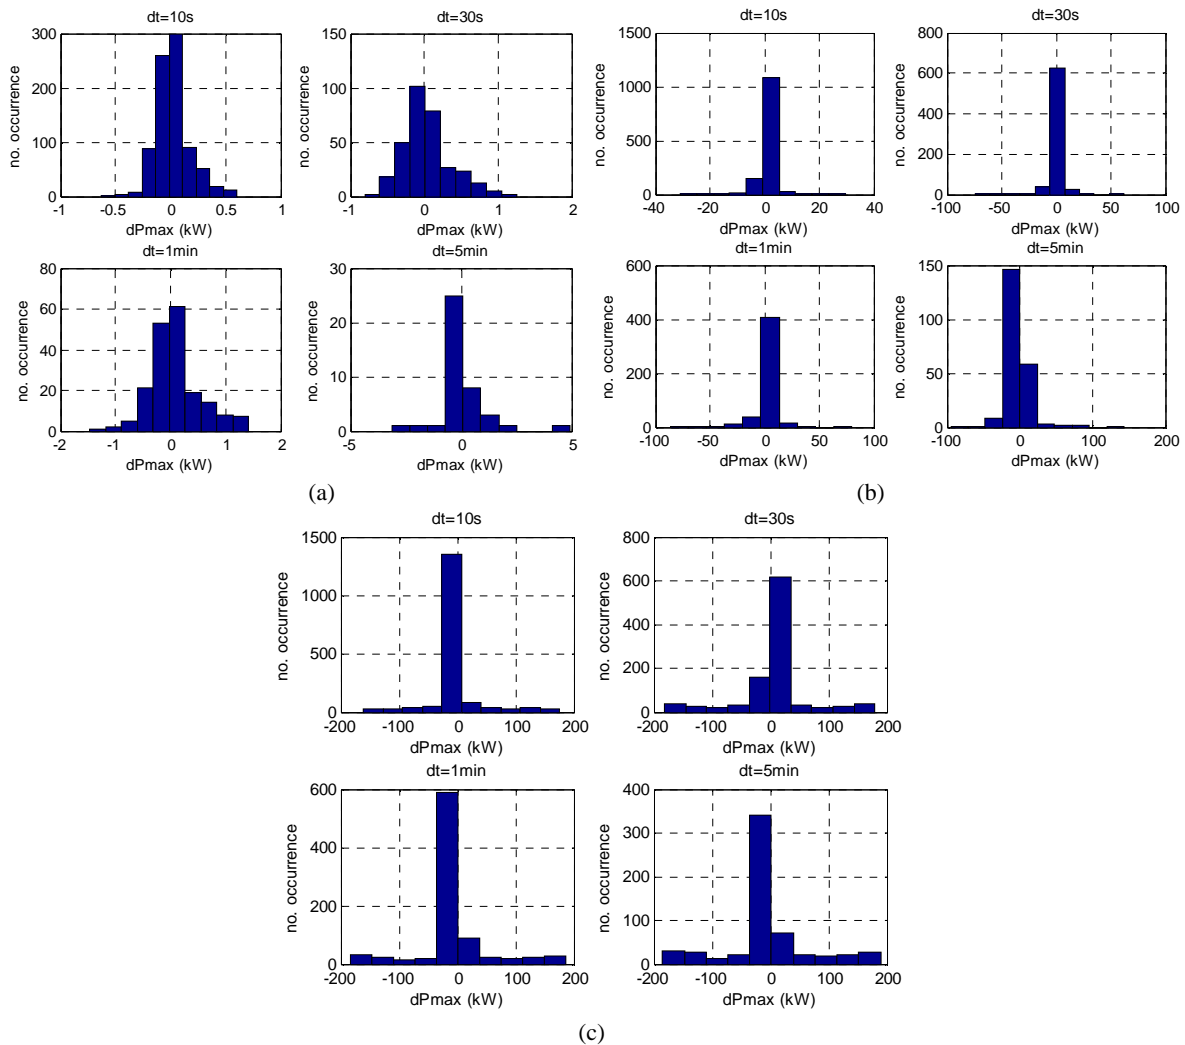 dt=10s
300
200
100
0
no. occurrence
-1 -0.5 0 0.5 1
dPmax (kW)
dt=30s
150
100
50
0
no. occurrence
-1 0 1 2
dPmax (kW)
dt=1min
80
60
40
20
0
no. occurrence
-2 -1 0 1 2
dPmax (kW)
dt=5min
30
20
10
0
no. occurrence
-5 0 5
dPmax (kW)
(a)
dt=10s
1500
1000
500
0
no. occurrence
-40 -20 0 20 40
dPmax (kW)
dt=30s
800
600
400
200
0
no. occurrence
-100 -50 0 50 100
dPmax (kW)
dt=1min
600
400
200
0
no. occurrence
-100 -50 0 50 100
dPmax (kW)
dt=5min
150
100
50
0
no. occurrence
-100 0 100 200
dPmax (kW)
(b)
dt=10s
1500
1000
500
0
no. occurrence
-200 -100 0 100 200
dPmax (kW)
dt=30s
800
600
400
200
0
no. occurrence
-200 -100 0 100 200
dPmax (kW)
dt=1min
600
400
200
0
no. occurrence
-200 -100 0 100 200
dPmax (kW)
dt=5min
400
300
200
100
0
no. occurrence
-200 -100 0 100 200
dPmax (kW)
(c)